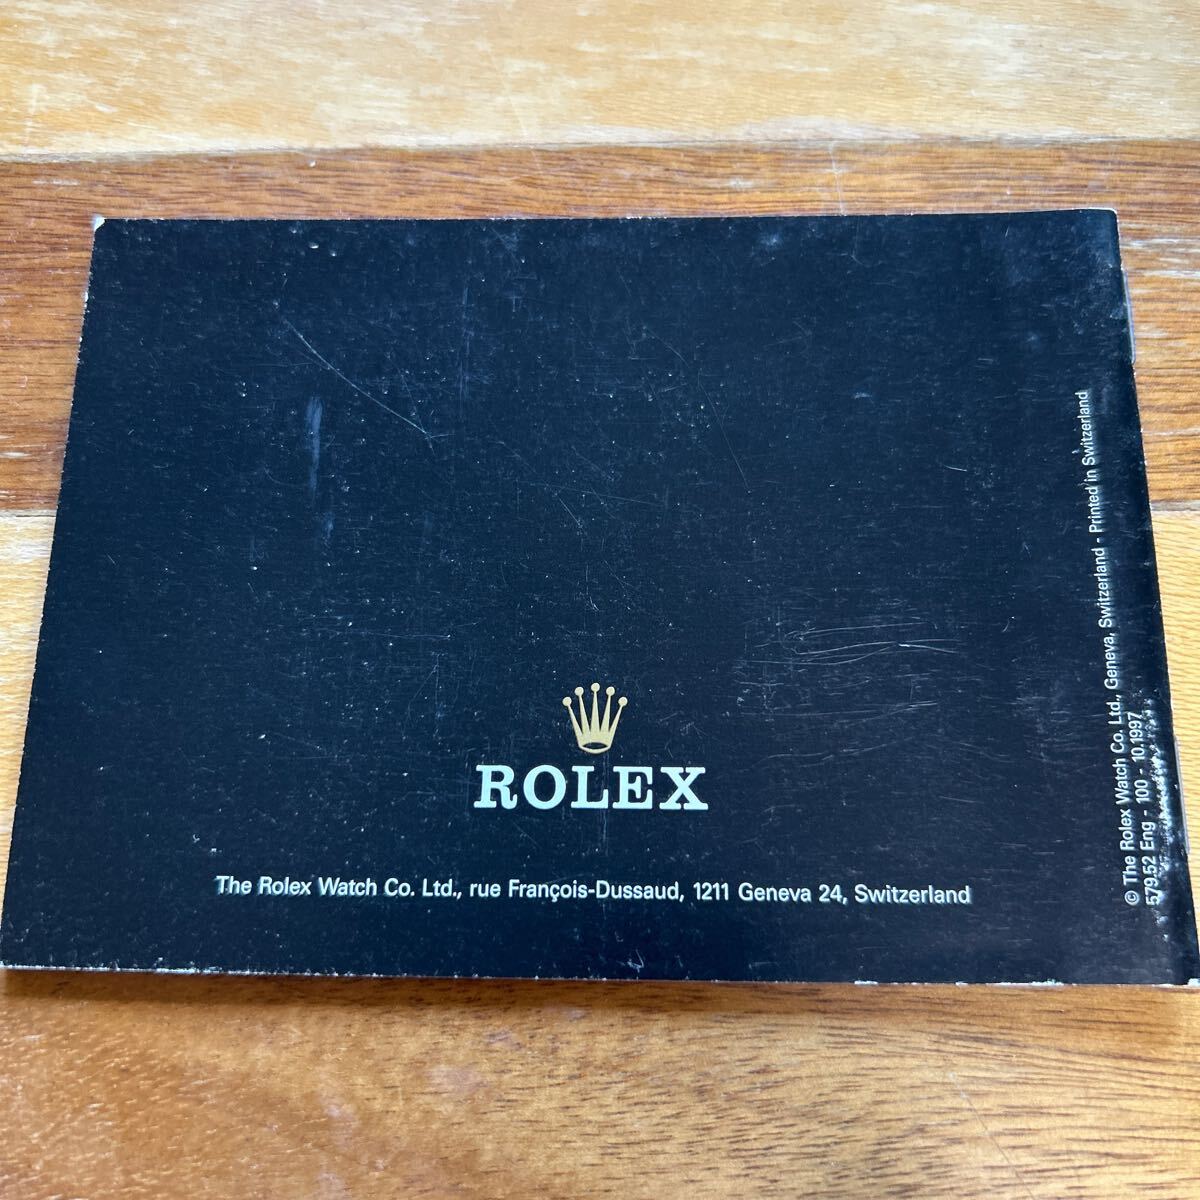 ROLEX
The Rolex Watch Co. Ltd., rue François-Dussaud, 1211 Geneva 24, Switzerland
© The Rolex Watch Co. Ltd., Geneva, Switzerland - Printed in Switzerland
579.52 Eng - 100 - 10.1997